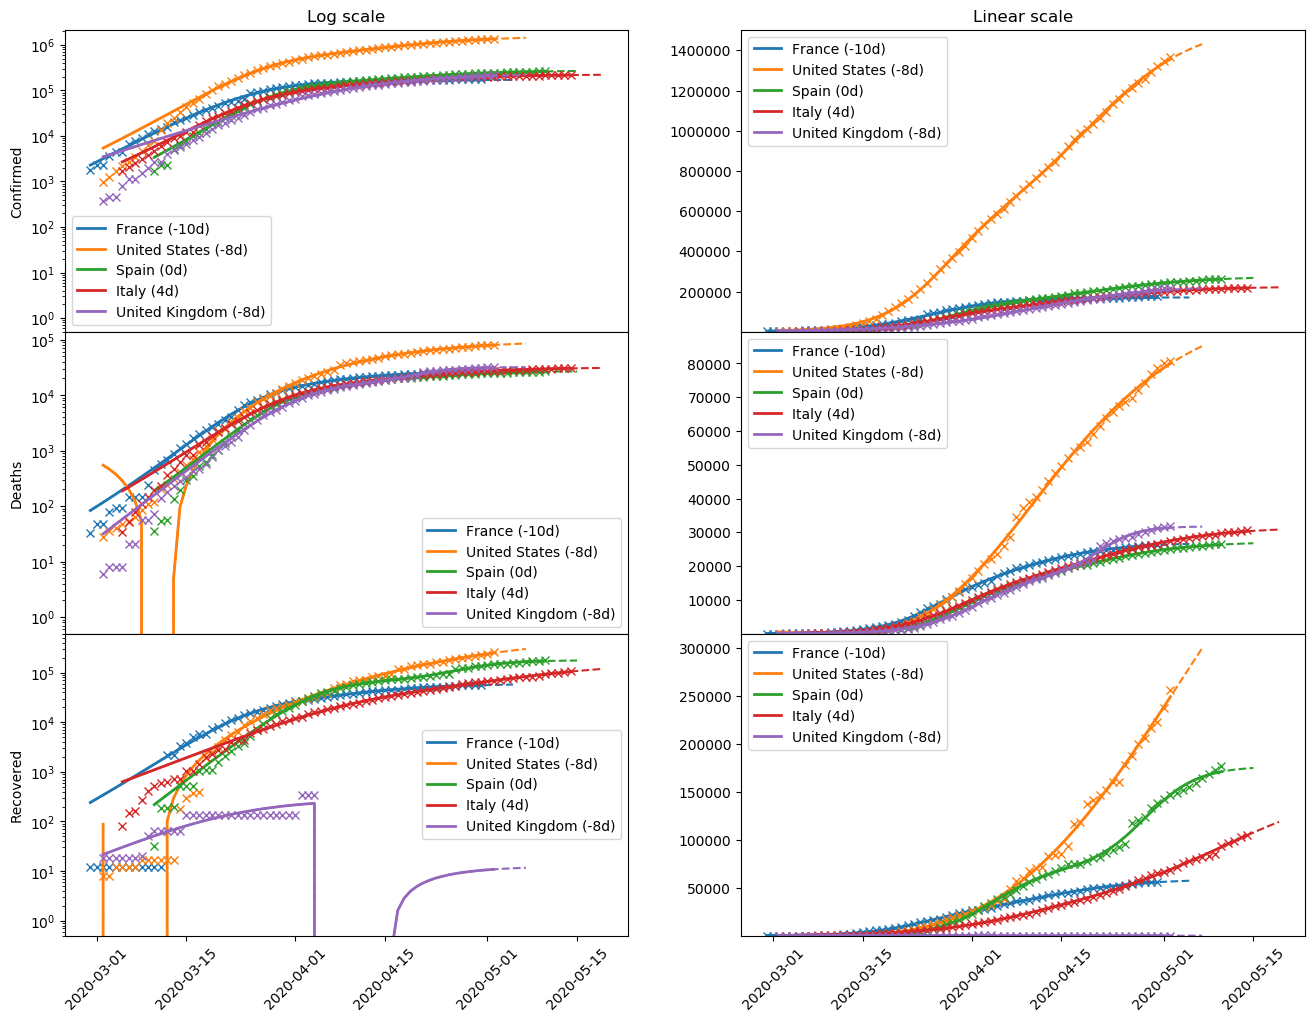 Log scale
Linear scale
Confirmed
10^6
10^5
10^4
10^3
10^2
10^1
10^0
France (-10d)
United States (-8d)
Spain (0d)
Italy (4d)
United Kingdom (-8d)
1400000
1200000
1000000
800000
600000
400000
200000
France (-10d)
United States (-8d)
Spain (0d)
Italy (4d)
United Kingdom (-8d)
Deaths
10^5
10^4
10^3
10^2
10^1
10^0
France (-10d)
United States (-8d)
Spain (0d)
Italy (4d)
United Kingdom (-8d)
80000
70000
60000
50000
40000
30000
20000
10000
France (-10d)
United States (-8d)
Spain (0d)
Italy (4d)
United Kingdom (-8d)
Recovered
10^5
10^4
10^3
10^2
10^1
10^0
France (-10d)
United States (-8d)
Spain (0d)
Italy (4d)
United Kingdom (-8d)
300000
250000
200000
150000
100000
50000
France (-10d)
United States (-8d)
Spain (0d)
Italy (4d)
United Kingdom (-8d)
2020-03-01
2020-03-15
2020-04-01
2020-04-15
2020-05-01
2020-05-15
2020-03-01
2020-03-15
2020-04-01
2020-04-15
2020-05-01
2020-05-15